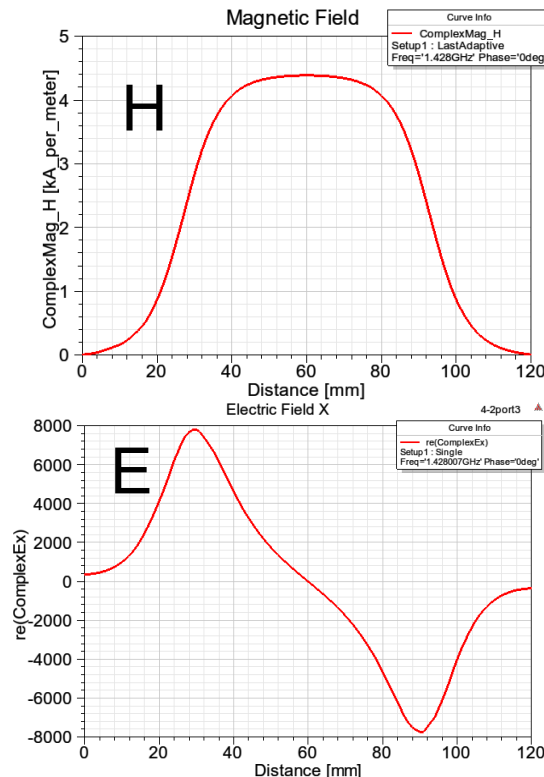 Magnetic Field
Curve Info
ComplexMag_H
Setup1 : LastAdaptive
Freq='1.428GHz' Phase='0deg'
5
4
3
2
1
0
ComplexMag_H [kA_per_meter]
H
0 20 40 60 80 100 120
Distance [mm]
Electric Field X
4-2port3
Curve Info
re(ComplexEx)
Setup1 : Single
Freq='1.428007GHz' Phase='0deg'
8000
6000
4000
2000
0
-2000
-4000
-6000
-8000
re(ComplexEx)
E
0 20 40 60 80 100 120
Distance [mm]